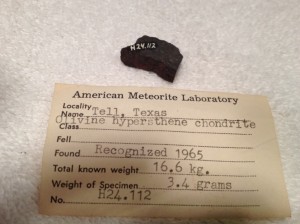 H24.112
American Meteorite Laboratory
Locality
Name Tell, Texas
Olivine hypersthene chondrite
Class
Fell
Found Recognized 1965
Total known weight 16.6 kg.
Weight of Specimen 3.4 grams
No. H24.112